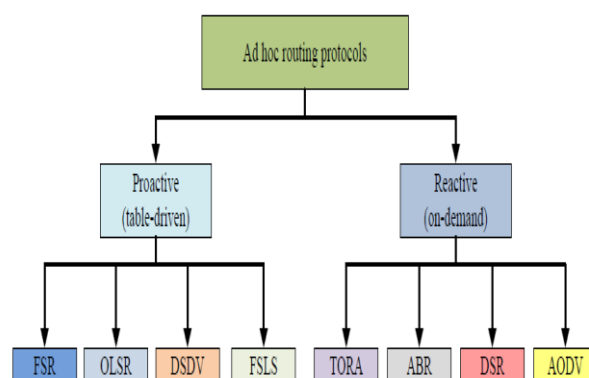 Ad hoc routing protocols
Proactive
(table-driven)
Reactive
(on-demand)
FSR
OLSR
DSDV
FSLS
TORA
ABR
DSR
AODV